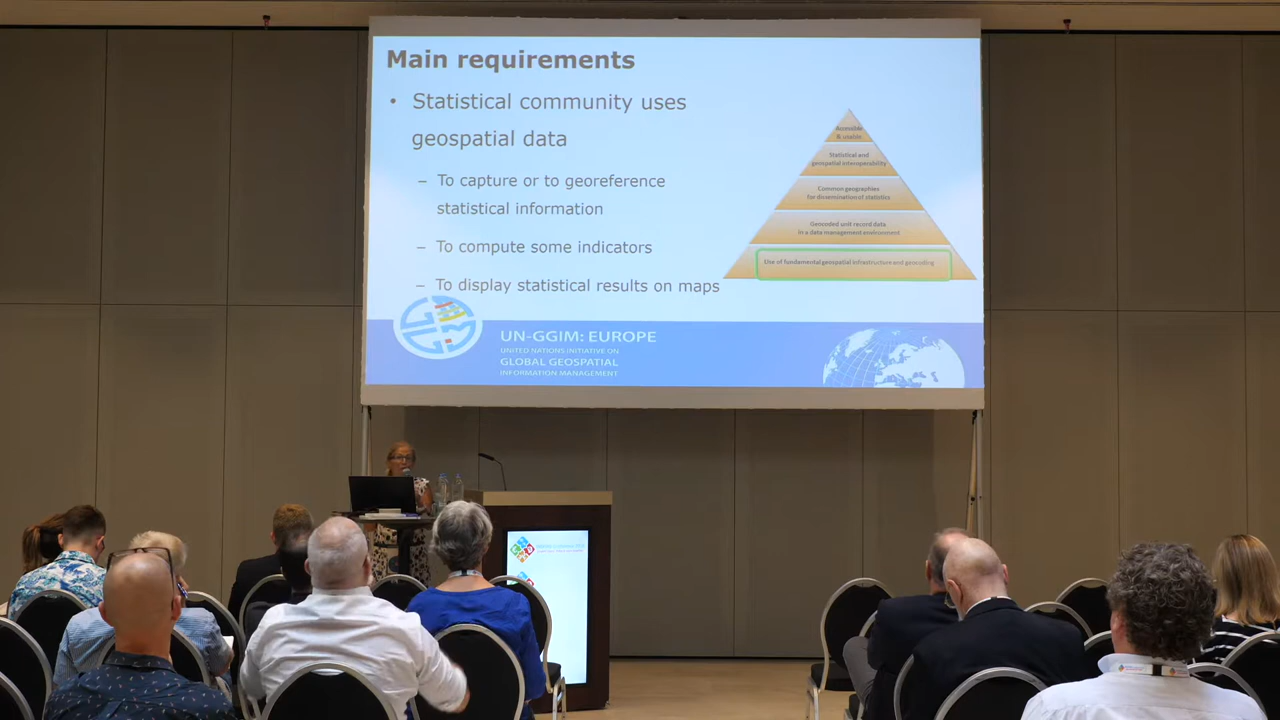 Main requirements
• Statistical community uses
geospatial data
– To capture or to georeference
statistical information
– To compute some indicators
– To display statistical results on maps
Accessible
& usable
Statistical and
geospatial interoperability
Common geographies
for dissemination of statistics
Geocoded unit record data
in a data management environment
Use of fundamental geospatial infrastructure and geocoding
UN-GGIM: EUROPE
UNITED NATIONS INITIATIVE ON
GLOBAL GEOSPATIAL
INFORMATION MANAGEMENT